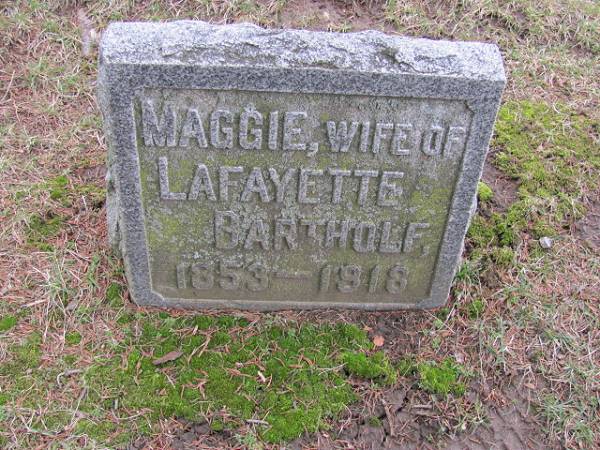 MAGGIE, WIFE OF
LAFAYETTE
BARTHOLF,
1853 — 1918